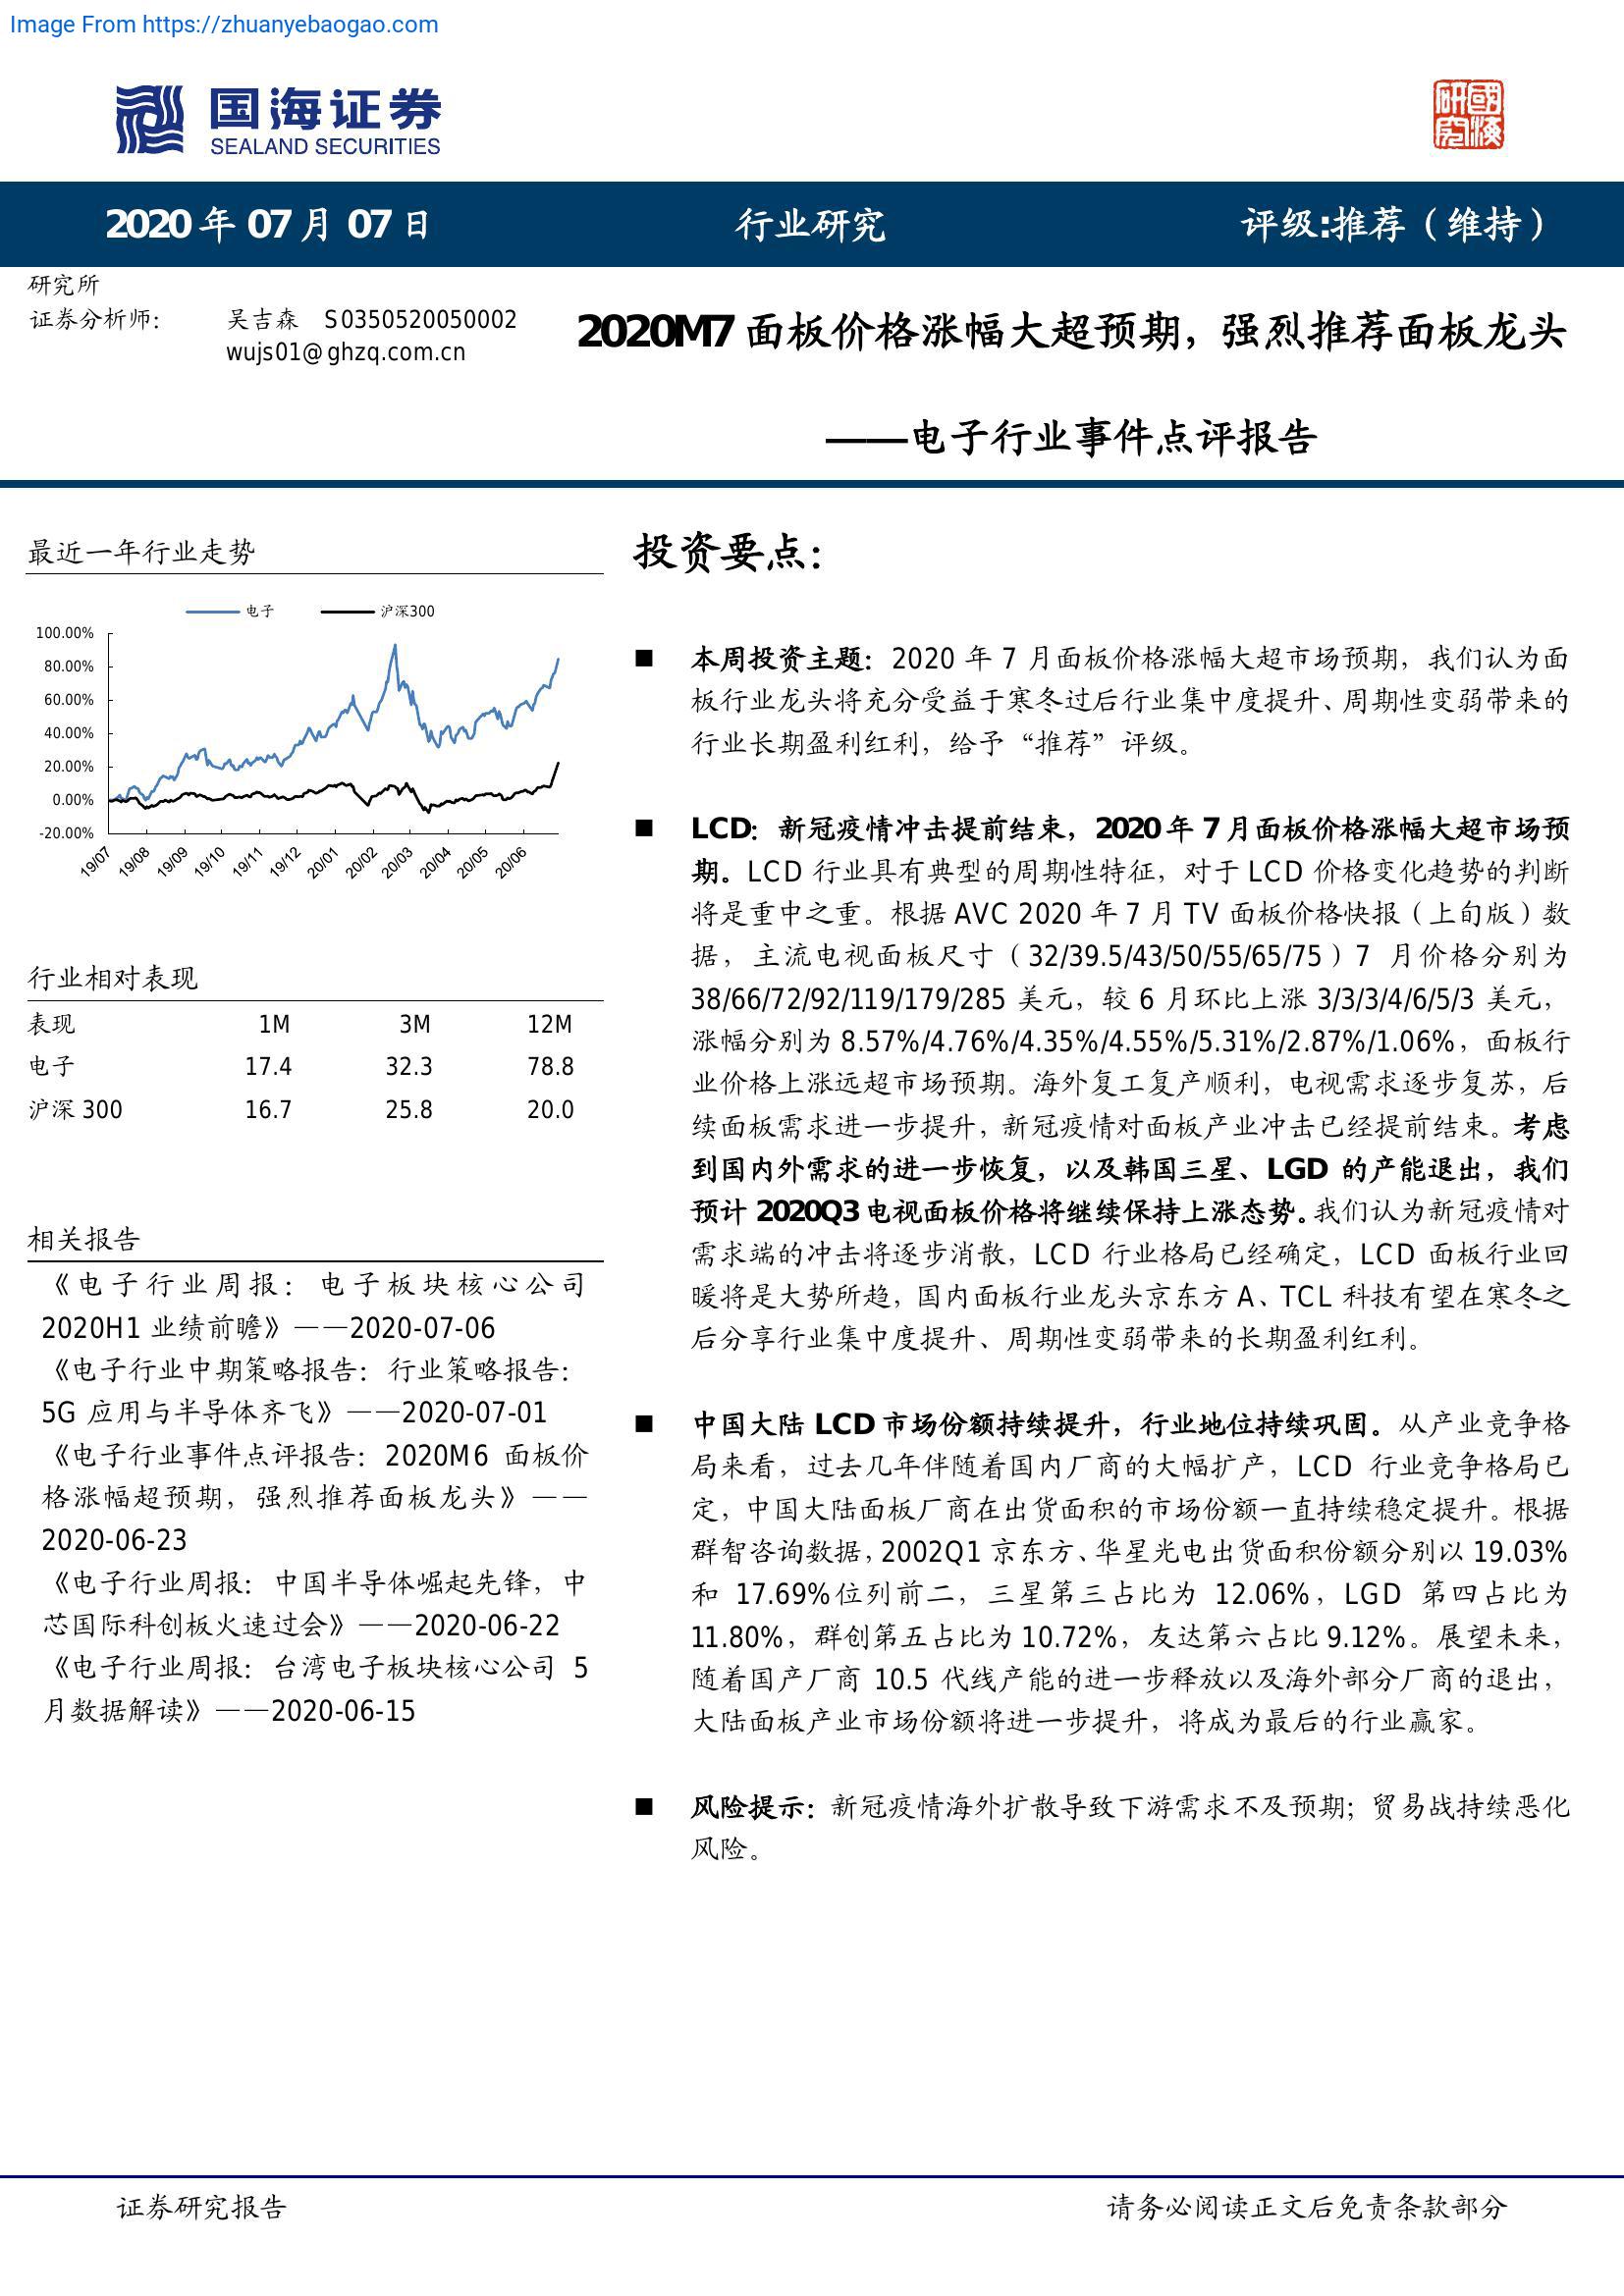 Image From https://zhuanyebaogao.com
国海证券
SEALAND SECURITIES
研國
究海
2020 年 07 月 07 日
行业研究
评级:推荐（维持）
研究所
证券分析师： 吴吉森 S0350520050002
wujs01@ghzq.com.cn
2020M7 面板价格涨幅大超预期，强烈推荐面板龙头
——电子行业事件点评报告
最近一年行业走势
电子 沪深300
100.00%
80.00%
60.00%
40.00%
20.00%
0.00%
-20.00%
19/07 19/08 19/09 19/10 19/11 19/12 20/01 20/02 20/03 20/04 20/05 20/06
行业相对表现
表现 1M 3M 12M
电子 17.4 32.3 78.8
沪深 300 16.7 25.8 20.0
相关报告
《电子行业周报：电子板块核心公司
2020H1 业绩前瞻》——2020-07-06
《电子行业中期策略报告：行业策略报告：
5G 应用与半导体齐飞》——2020-07-01
《电子行业事件点评报告：2020M6 面板价
格涨幅超预期，强烈推荐面板龙头》——
2020-06-23
《电子行业周报：中国半导体崛起先锋，中
芯国际科创板火速过会》——2020-06-22
《电子行业周报：台湾电子板块核心公司 5
月数据解读》——2020-06-15
投资要点：
■ 本周投资主题：2020 年 7 月面板价格涨幅大超市场预期，我们认为面
板行业龙头将充分受益于寒冬过后行业集中度提升、周期性变弱带来的
行业长期盈利红利，给予“推荐”评级。
■ LCD：新冠疫情冲击提前结束，2020 年 7 月面板价格涨幅大超市场预
期。LCD 行业具有典型的周期性特征，对于 LCD 价格变化趋势的判断
将是重中之重。根据 AVC 2020 年 7 月 TV 面板价格快报（上旬版）数
据，主流电视面板尺寸（32/39.5/43/50/55/65/75）7 月价格分别为
38/66/72/92/119/179/285 美元，较 6 月环比上涨 3/3/3/4/6/5/3 美元，
涨幅分别为 8.57%/4.76%/4.35%/4.55%/5.31%/2.87%/1.06%，面板行
业价格上涨远超市场预期。海外复工复产顺利，电视需求逐步复苏，后
续面板需求进一步提升，新冠疫情对面板产业冲击已经提前结束。考虑
到国内外需求的进一步恢复，以及韩国三星、LGD 的产能退出，我们
预计 2020Q3 电视面板价格将继续保持上涨态势。我们认为新冠疫情对
需求端的冲击将逐步消散，LCD 行业格局已经确定，LCD 面板行业回
暖将是大势所趋，国内面板行业龙头京东方 A、TCL 科技有望在寒冬之
后分享行业集中度提升、周期性变弱带来的长期盈利红利。
■ 中国大陆 LCD 市场份额持续提升，行业地位持续巩固。从产业竞争格
局来看，过去几年伴随着国内厂商的大幅扩产，LCD 行业竞争格局已
定，中国大陆面板厂商在出货面积的市场份额一直持续稳定提升。根据
群智咨询数据，2002Q1 京东方、华星光电出货面积份额分别以 19.03%
和 17.69%位列前二，三星第三占比为 12.06%，LGD 第四占比为
11.80%，群创第五占比为 10.72%，友达第六占比 9.12%。展望未来，
随着国产厂商 10.5 代线产能的进一步释放以及海外部分厂商的退出，
大陆面板产业市场份额将进一步提升，将成为最后的行业赢家。
■ 风险提示：新冠疫情海外扩散导致下游需求不及预期；贸易战持续恶化
风险。
证券研究报告
请务必阅读正文后免责条款部分